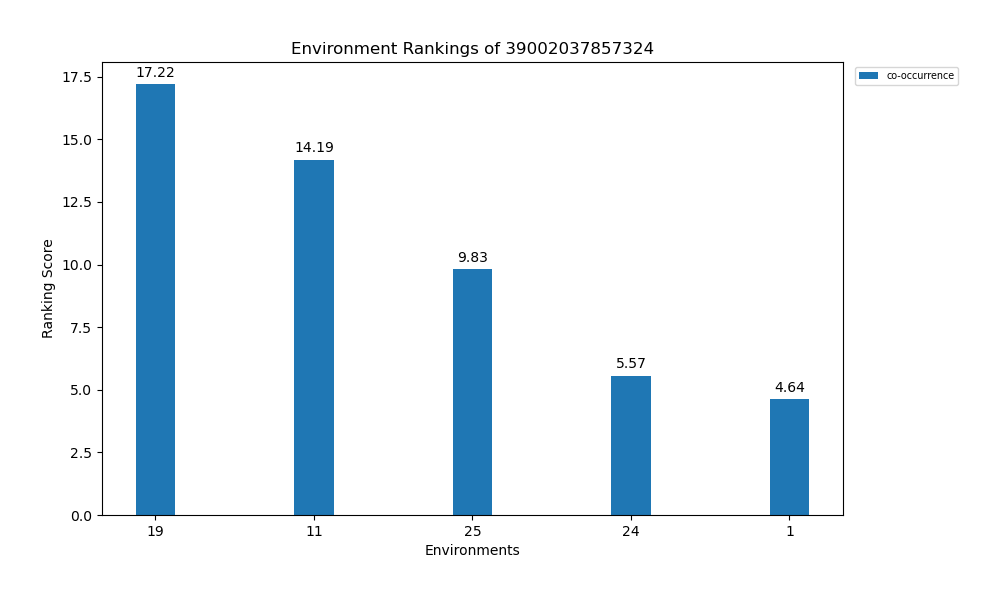 Environment Rankings of 39002037857324
co-occurrence
17.22
14.19
9.83
5.57
4.64
17.5
15.0
12.5
10.0
7.5
5.0
2.5
0.0
Ranking Score
19 11 25 24 1
Environments